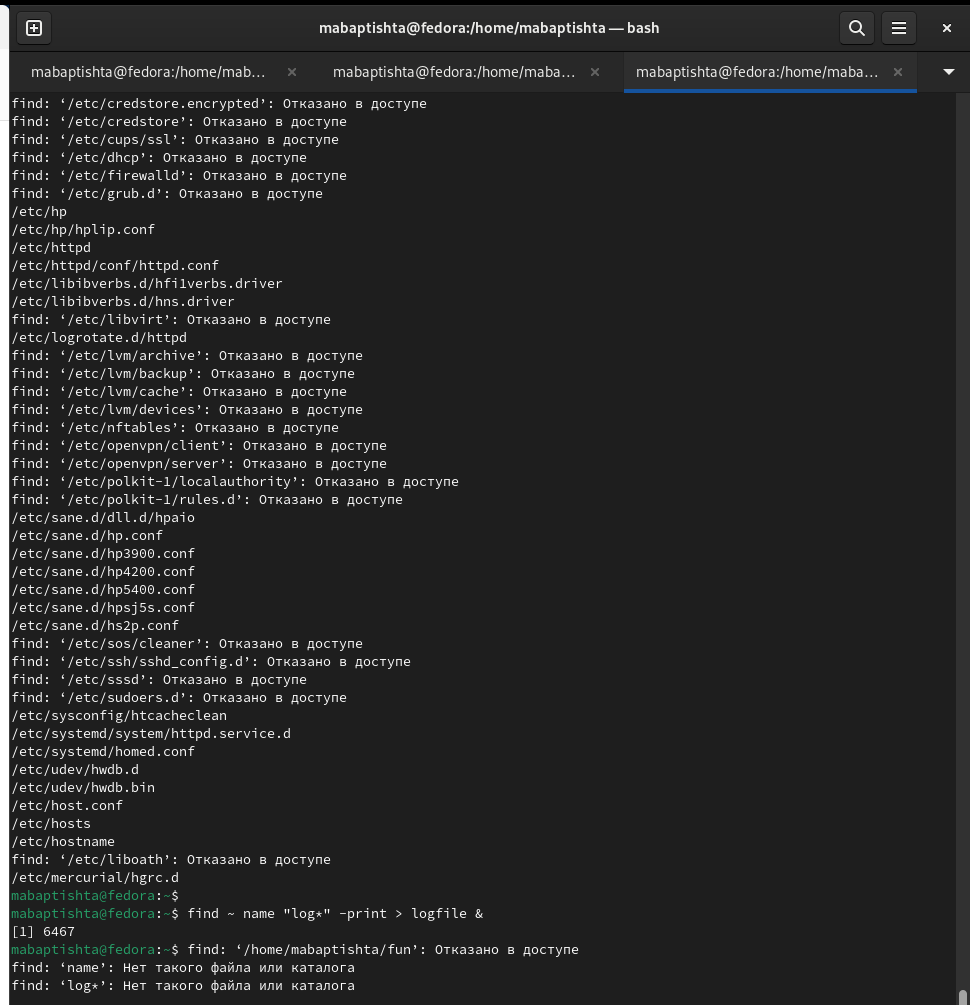 mabaptishta@fedora:/home/mabaptishta — bash
mabaptishta@fedora:/home/mab…
mabaptishta@fedora:/home/maba…
mabaptishta@fedora:/home/maba…
find: ‘/etc/credstore.encrypted’: Отказано в доступе
find: ‘/etc/credstore’: Отказано в доступе
find: ‘/etc/cups/ssl’: Отказано в доступе
find: ‘/etc/dhcp’: Отказано в доступе
find: ‘/etc/firewalld’: Отказано в доступе
find: ‘/etc/grub.d’: Отказано в доступе
/etc/hp
/etc/hp/hplip.conf
/etc/httpd
/etc/httpd/conf/httpd.conf
/etc/libibverbs.d/hfi1verbs.driver
/etc/libibverbs.d/hns.driver
find: ‘/etc/libvirt’: Отказано в доступе
/etc/logrotate.d/httpd
find: ‘/etc/lvm/archive’: Отказано в доступе
find: ‘/etc/lvm/backup’: Отказано в доступе
find: ‘/etc/lvm/cache’: Отказано в доступе
find: ‘/etc/lvm/devices’: Отказано в доступе
find: ‘/etc/nftables’: Отказано в доступе
find: ‘/etc/openvpn/client’: Отказано в доступе
find: ‘/etc/openvpn/server’: Отказано в доступе
find: ‘/etc/polkit-1/localauthority’: Отказано в доступе
find: ‘/etc/polkit-1/rules.d’: Отказано в доступе
/etc/sane.d/dll.d/hpaio
/etc/sane.d/hp.conf
/etc/sane.d/hp3900.conf
/etc/sane.d/hp4200.conf
/etc/sane.d/hp5400.conf
/etc/sane.d/hpsj5s.conf
/etc/sane.d/hs2p.conf
find: ‘/etc/sos/cleaner’: Отказано в доступе
find: ‘/etc/ssh/sshd_config.d’: Отказано в доступе
find: ‘/etc/sssd’: Отказано в доступе
find: ‘/etc/sudoers.d’: Отказано в доступе
/etc/sysconfig/htcacheclean
/etc/systemd/system/httpd.service.d
/etc/systemd/homed.conf
/etc/udev/hwdb.d
/etc/udev/hwdb.bin
/etc/host.conf
/etc/hosts
/etc/hostname
find: ‘/etc/liboath’: Отказано в доступе
/etc/mercurial/hgrc.d
mabaptishta@fedora:~$
mabaptishta@fedora:~$ find ~ name "log*" -print > logfile &
[1] 6467
mabaptishta@fedora:~$ find: ‘/home/mabaptishta/fun’: Отказано в доступе
find: ‘name’: Нет такого файла или каталога
find: ‘log*’: Нет такого файла или каталога